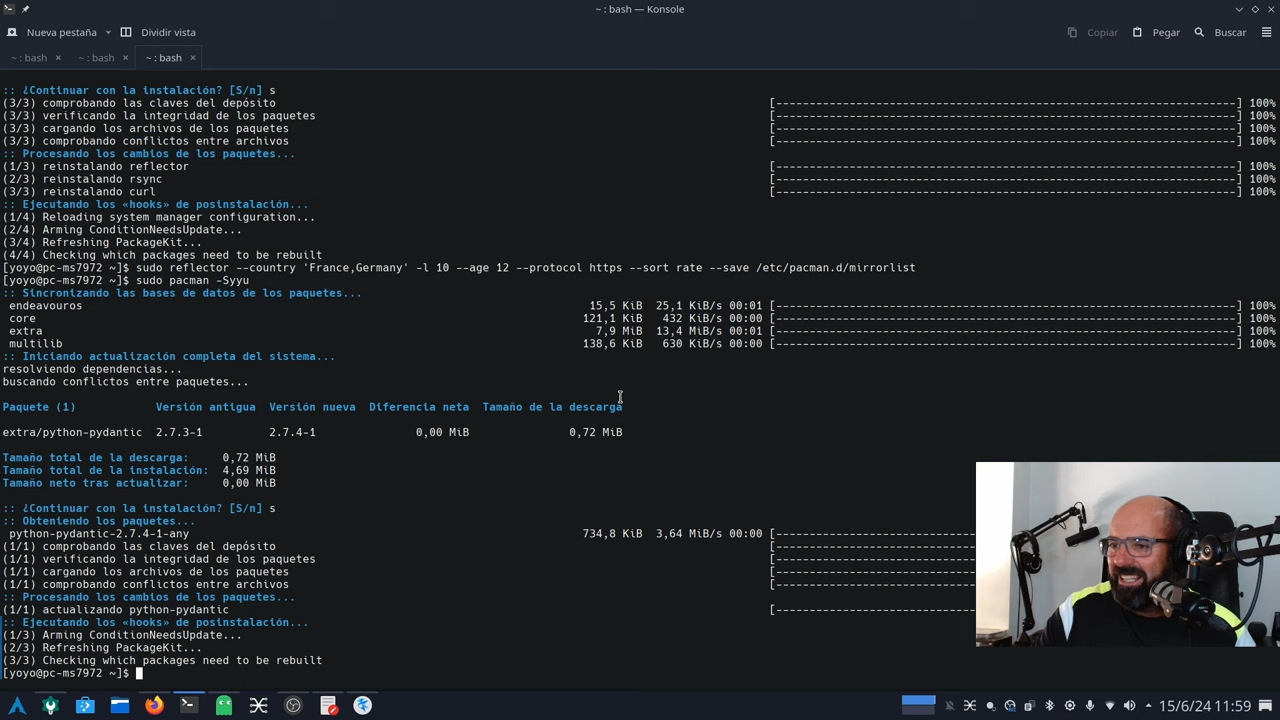 ~ : bash — Konsole
Nueva pestaña
Dividir vista
Copiar
Pegar
Buscar
~ : bash
~ : bash
~ : bash
:: ¿Continuar con la instalación? [S/n] s
(3/3) comprobando las claves del depósito [----------------------------------------------------------------------] 100%
(3/3) verificando la integridad de los paquetes [----------------------------------------------------------------------] 100%
(3/3) cargando los archivos de los paquetes [----------------------------------------------------------------------] 100%
(3/3) comprobando conflictos entre archivos [----------------------------------------------------------------------] 100%
:: Procesando los cambios de los paquetes...
(1/3) reinstalando reflector [----------------------------------------------------------------------] 100%
(2/3) reinstalando rsync [----------------------------------------------------------------------] 100%
(3/3) reinstalando curl [----------------------------------------------------------------------] 100%
:: Ejecutando los «hooks» de posinstalación...
(1/4) Reloading system manager configuration...
(2/4) Arming ConditionNeedsUpdate...
(3/4) Refreshing PackageKit...
(4/4) Checking which packages need to be rebuilt
[yoyo@pc-ms7972 ~]$ sudo reflector --country 'France,Germany' -l 10 --age 12 --protocol https --sort rate --save /etc/pacman.d/mirrorlist
[yoyo@pc-ms7972 ~]$ sudo pacman -Syyu
:: Sincronizando las bases de datos de los paquetes...
endeavouros 15,5 KiB 25,1 KiB/s 00:01 [----------------------------------------------------------------------] 100%
core 121,1 KiB 432 KiB/s 00:00 [----------------------------------------------------------------------] 100%
extra 7,9 MiB 13,4 MiB/s 00:01 [----------------------------------------------------------------------] 100%
multilib 138,6 KiB 630 KiB/s 00:00 [----------------------------------------------------------------------] 100%
:: Iniciando actualización completa del sistema...
resolviendo dependencias...
buscando conflictos entre paquetes...
Paquete (1) Versión antigua Versión nueva Diferencia neta Tamaño de la descarga
extra/python-pydantic 2.7.3-1 2.7.4-1 0,00 MiB 0,72 MiB
Tamaño total de la descarga: 0,72 MiB
Tamaño total de la instalación: 4,69 MiB
Tamaño neto tras actualizar: 0,00 MiB
:: ¿Continuar con la instalación? [S/n] s
:: Obteniendo los paquetes...
python-pydantic-2.7.4-1-any 734,8 KiB 3,64 MiB/s 00:00 [------------------------------
(1/1) comprobando las claves del depósito [------------------------------
(1/1) verificando la integridad de los paquetes [------------------------------
(1/1) cargando los archivos de los paquetes [------------------------------
(1/1) comprobando conflictos entre archivos [------------------------------
:: Procesando los cambios de los paquetes...
(1/1) actualizando python-pydantic [------------------------------
:: Ejecutando los «hooks» de posinstalación...
(1/3) Arming ConditionNeedsUpdate...
(2/3) Refreshing PackageKit...
(3/3) Checking which packages need to be rebuilt
[yoyo@pc-ms7972 ~]$
15/6/24 11:59